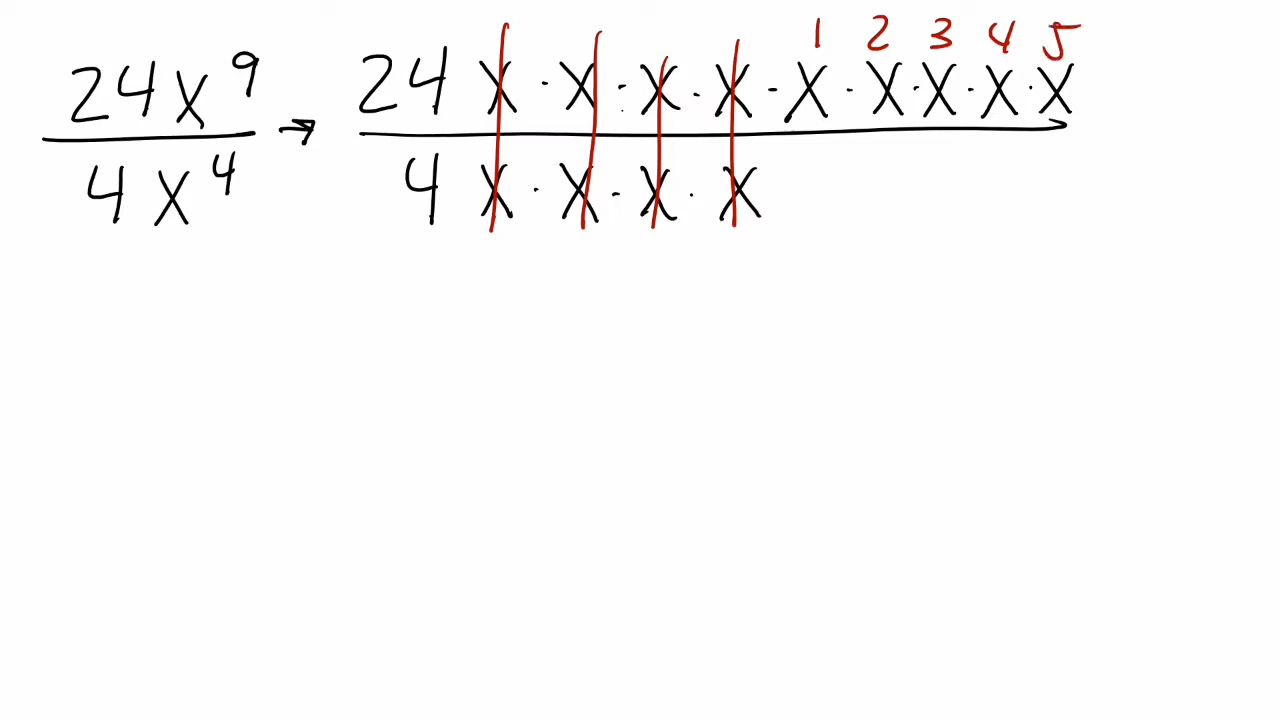 1 2 3 4 5
24x⁹ → 24 x · x · x · x · x · x · x · x · x
4x⁴ 4 x · x · x · x